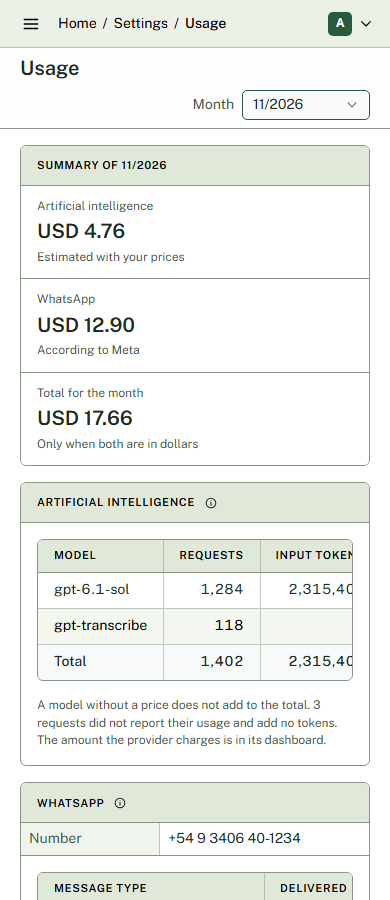 Home / Settings / Usage
A
Usage
Month 11/2026
SUMMARY OF 11/2026
Artificial intelligence
USD 4.76
Estimated with your prices
WhatsApp
USD 12.90
According to Meta
Total for the month
USD 17.66
Only when both are in dollars
ARTIFICIAL INTELLIGENCE
MODEL REQUESTS INPUT TOKEN
gpt-6.1-sol 1,284 2,315,40
gpt-transcribe 118
Total 1,402 2,315,40
A model without a price does not add to the total. 3
requests did not report their usage and add no tokens.
The amount the provider charges is in its dashboard.
WHATSAPP
Number +54 9 3406 40-1234
MESSAGE TYPE DELIVERED